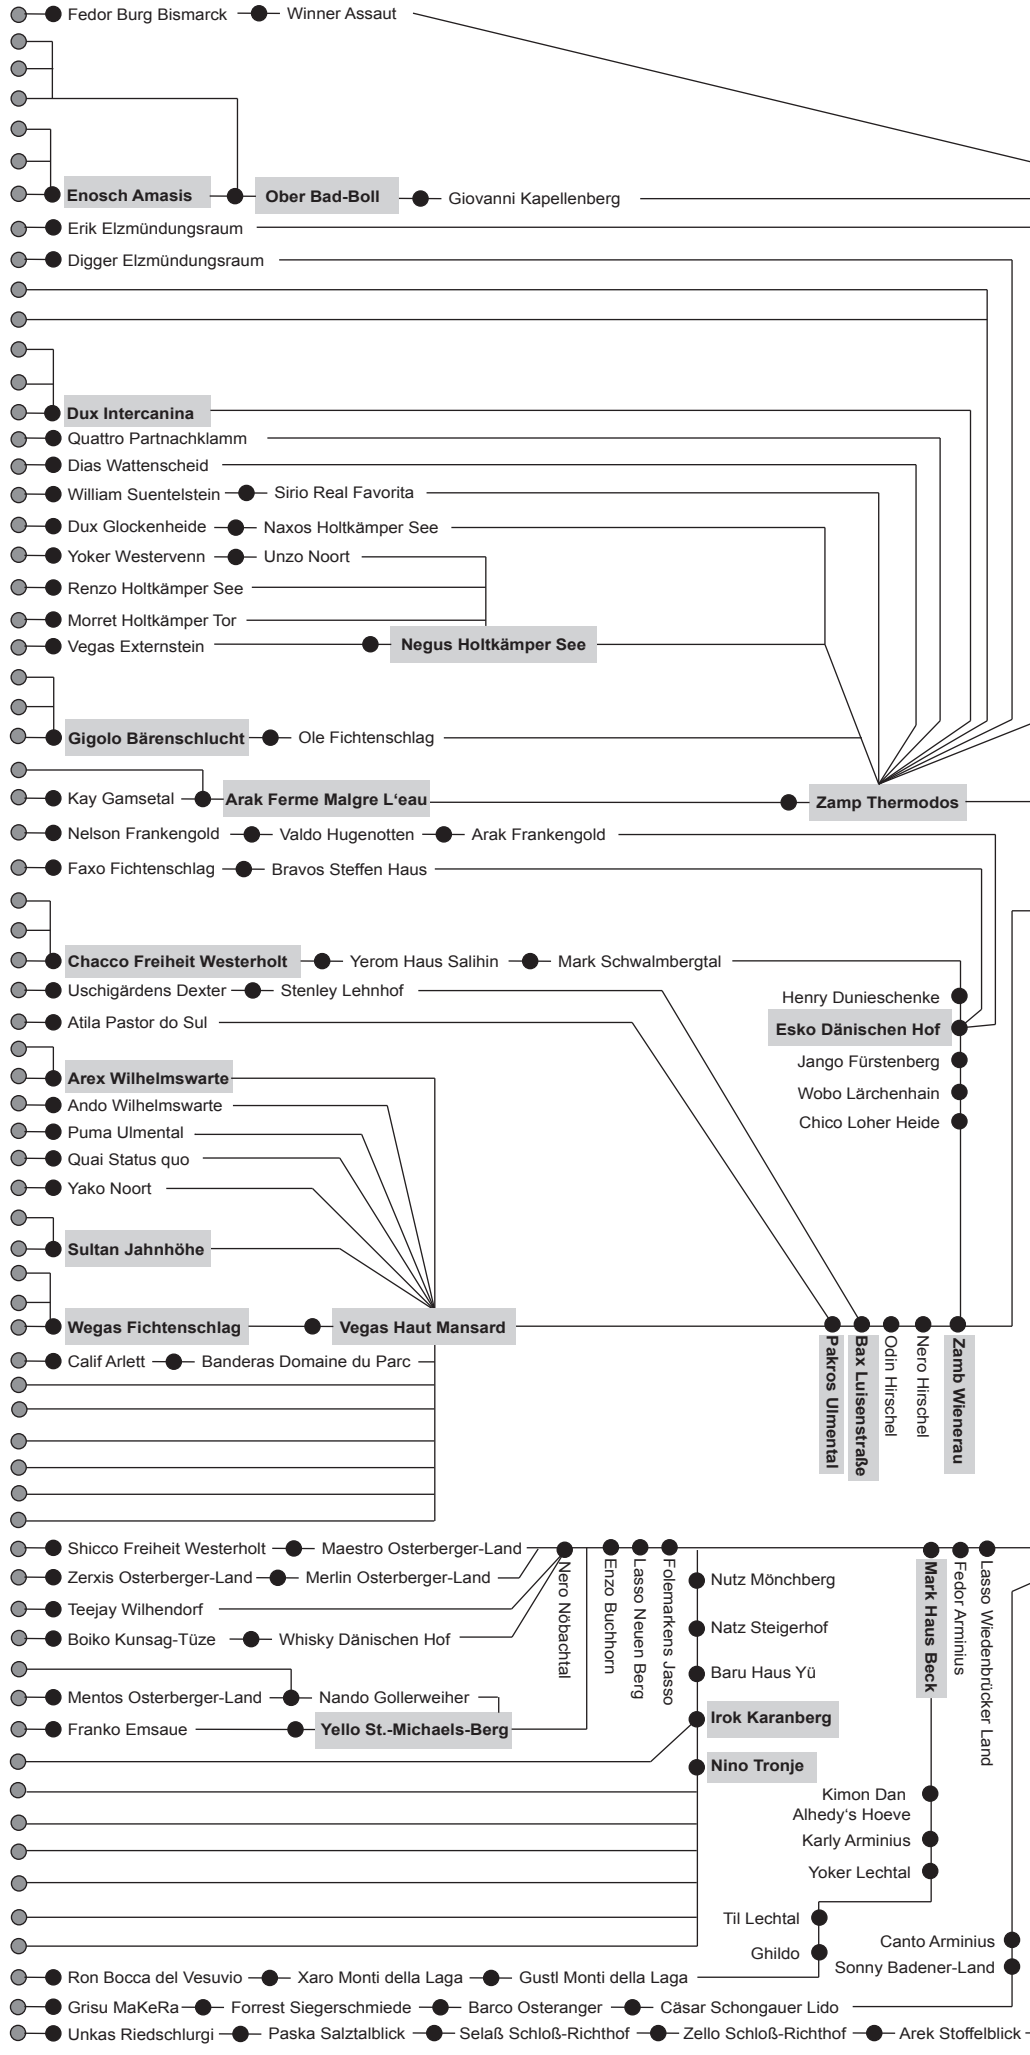 Fedor Burg Bismarck
Winner Assaut
Enosch Amasis
Ober Bad-Boll
Giovanni Kapellenberg
Erik Elzmündungsraum
Digger Elzmündungsraum
Dux Intercanina
Quattro Partnachklamm
Dias Wattenscheid
William Suentelstein
Sirio Real Favorita
Dux Glockenheide
Naxos Holtkämper See
Yoker Westervenn
Unzo Noort
Renzo Holtkämper See
Morret Holtkämper Tor
Vegas Externstein
Negus Holtkämper See
Gigolo Bärenschlucht
Ole Fichtenschlag
Kay Gamsetal
Arak Ferme Malgre L‘eau
Zamp Thermodos
Nelson Frankengold
Valdo Hugenotten
Arak Frankengold
Faxo Fichtenschlag
Bravos Steffen Haus
Chacco Freiheit Westerholt
Yerom Haus Salihin
Mark Schwalmbergtal
Uschigärdens Dexter
Stenley Lehnhof
Henry Dunieschenke
Atila Pastor do Sul
Esko Dänischen Hof
Jango Fürstenberg
Arex Wilhelmswarte
Wobo Lärchenhain
Ando Wilhelmswarte
Chico Loher Heide
Puma Ulmental
Quai Status quo
Yako Noort
Sultan Jahnhöhe
Wegas Fichtenschlag
Vegas Haut Mansard
Pakros Ulmental
Bax Luisenstraße
Odin Hirschel
Nero Hirschel
Zamb Wienerau
Calif Arlett
Banderas Domaine du Parc
Shicco Freiheit Westerholt
Maestro Osterberger-Land
Nero Nöbachtal
Enzo Buchhorn
Lasso Neuen Berg
Folemarkens Jasso
Mark Haus Beck
Fedor Arminius
Lasso Wiedenbrücker Land
Zerxis Osterberger-Land
Merlin Osterberger-Land
Nutz Mönchberg
Teejay Wilhendorf
Natz Steigerhof
Boiko Kunsag-Tüze
Whisky Dänischen Hof
Baru Haus Yü
Mentos Osterberger-Land
Nando Gollerweiher
Irok Karanberg
Franko Emsaue
Yello St.-Michaels-Berg
Nino Tronje
Kimon Dan
Alhedy‘s Hoeve
Karly Arminius
Yoker Lechtal
Til Lechtal
Canto Arminius
Ghildo
Sonny Badener-Land
Ron Bocca del Vesuvio
Xaro Monti della Laga
Gustl Monti della Laga
Grisu MaKeRa
Forrest Siegerschmiede
Barco Osteranger
Cäsar Schongauer Lido
Unkas Riedschlurgi
Paska Salztalblick
Selaß Schloß-Richthof
Zello Schloß-Richthof
Arek Stoffelblick